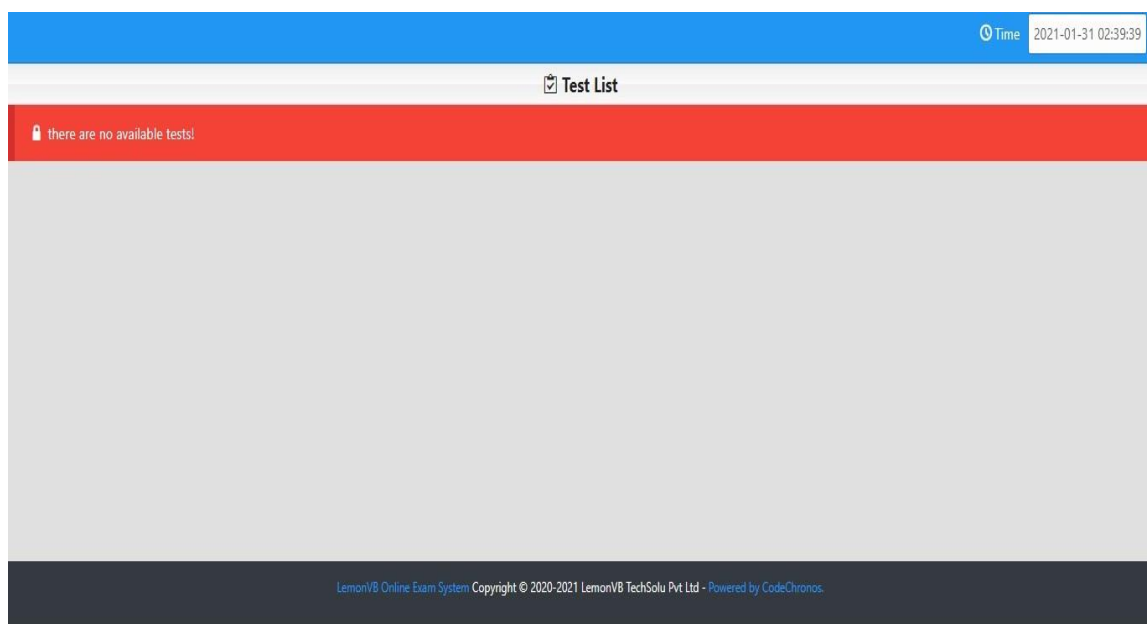 Time 2021-01-31 02:39:39
Test List
there are no available tests!
LemonVB Online Exam System Copyright © 2020-2021 LemonVB TechSolu Pvt Ltd - Powered by CodeChronos.